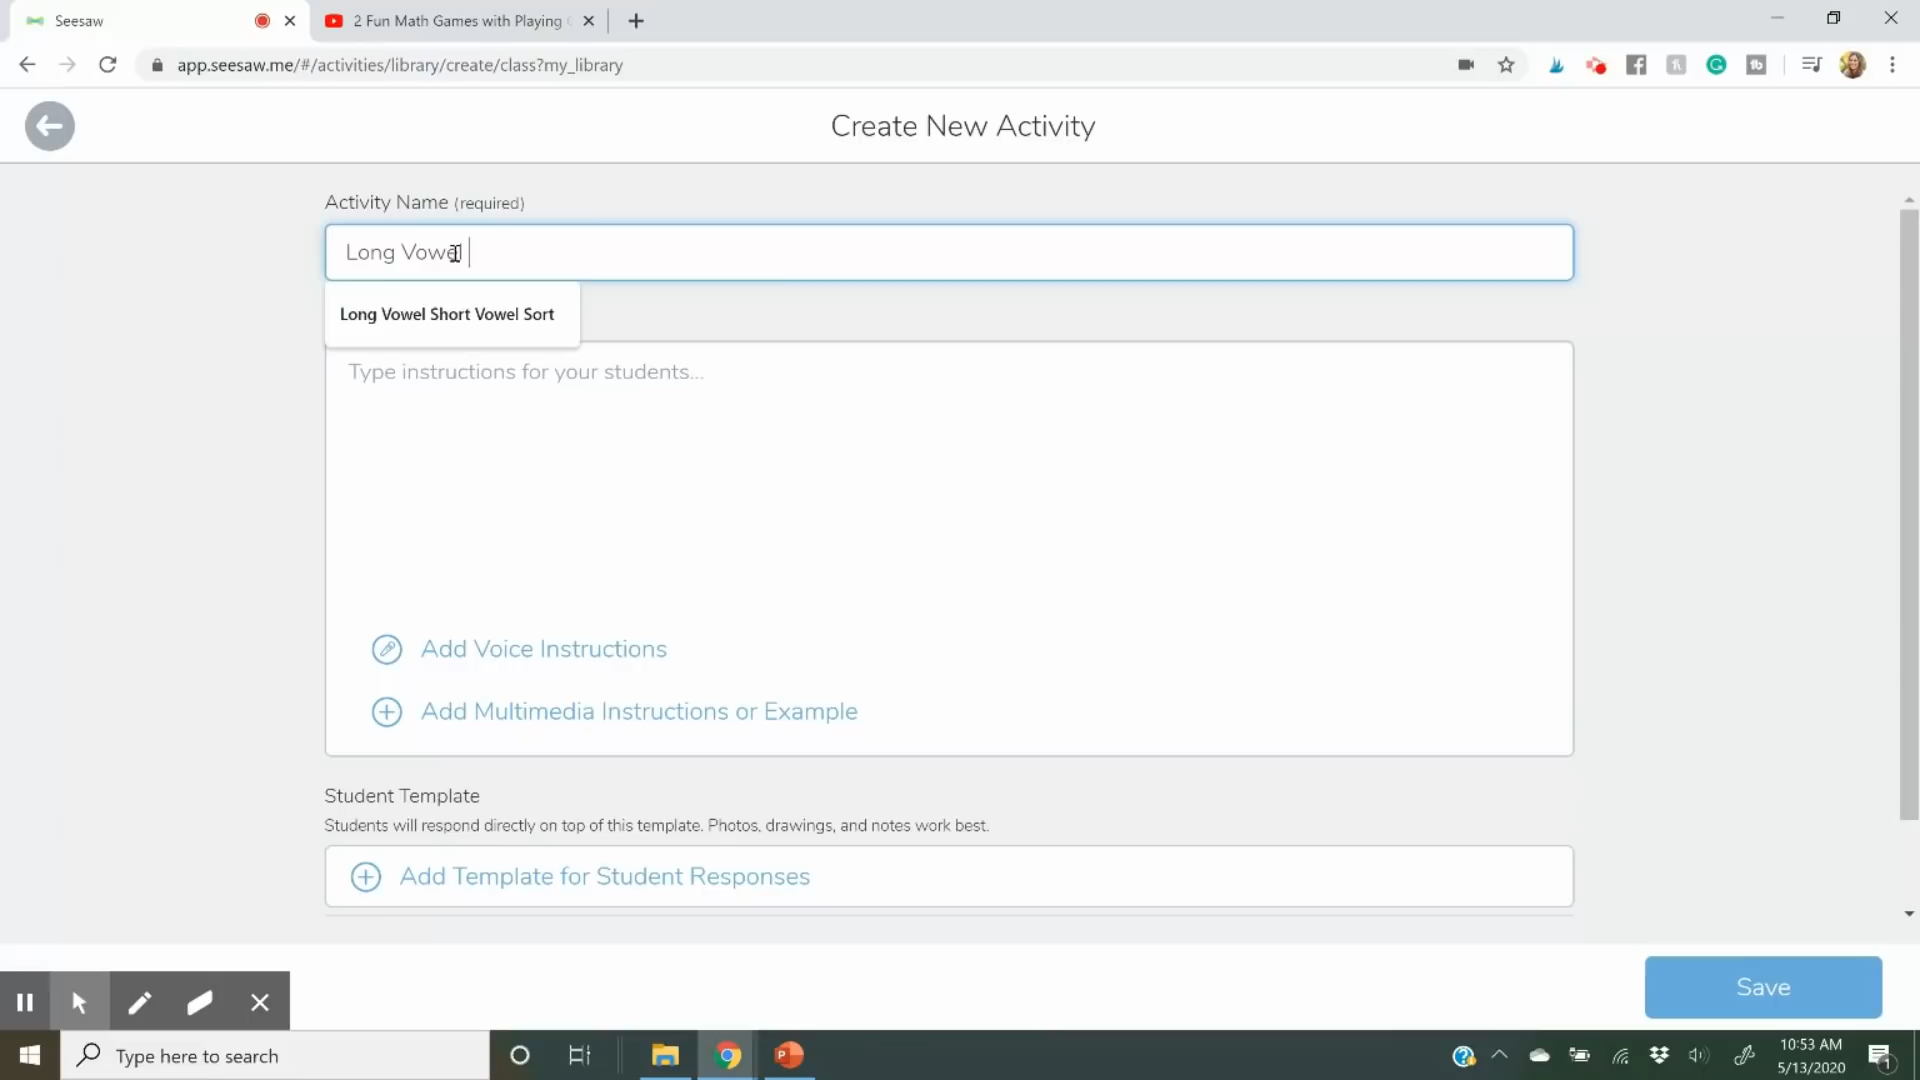 Seesaw
2 Fun Math Games with Playing
app.seesaw.me/#/activities/library/create/class?my_library
Create New Activity
Activity Name (required)
Long Vowel
Long Vowel Short Vowel Sort
Type instructions for your students...
Add Voice Instructions
Add Multimedia Instructions or Example
Student Template
Students will respond directly on top of this template. Photos, drawings, and notes work best.
Add Template for Student Responses
Save
Type here to search
10:53 AM
5/13/2020
1